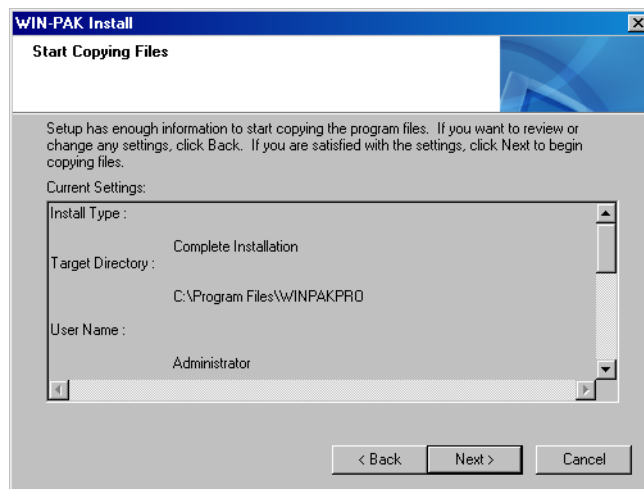 WIN-PAK Install
Start Copying Files
Setup has enough information to start copying the program files. If you want to review or
change any settings, click Back. If you are satisfied with the settings, click Next to begin
copying files.
Current Settings:
Install Type :
Complete Installation
Target Directory :
C:\Program Files\WINPAKPRO
User Name :
Administrator
< Back
Next >
Cancel